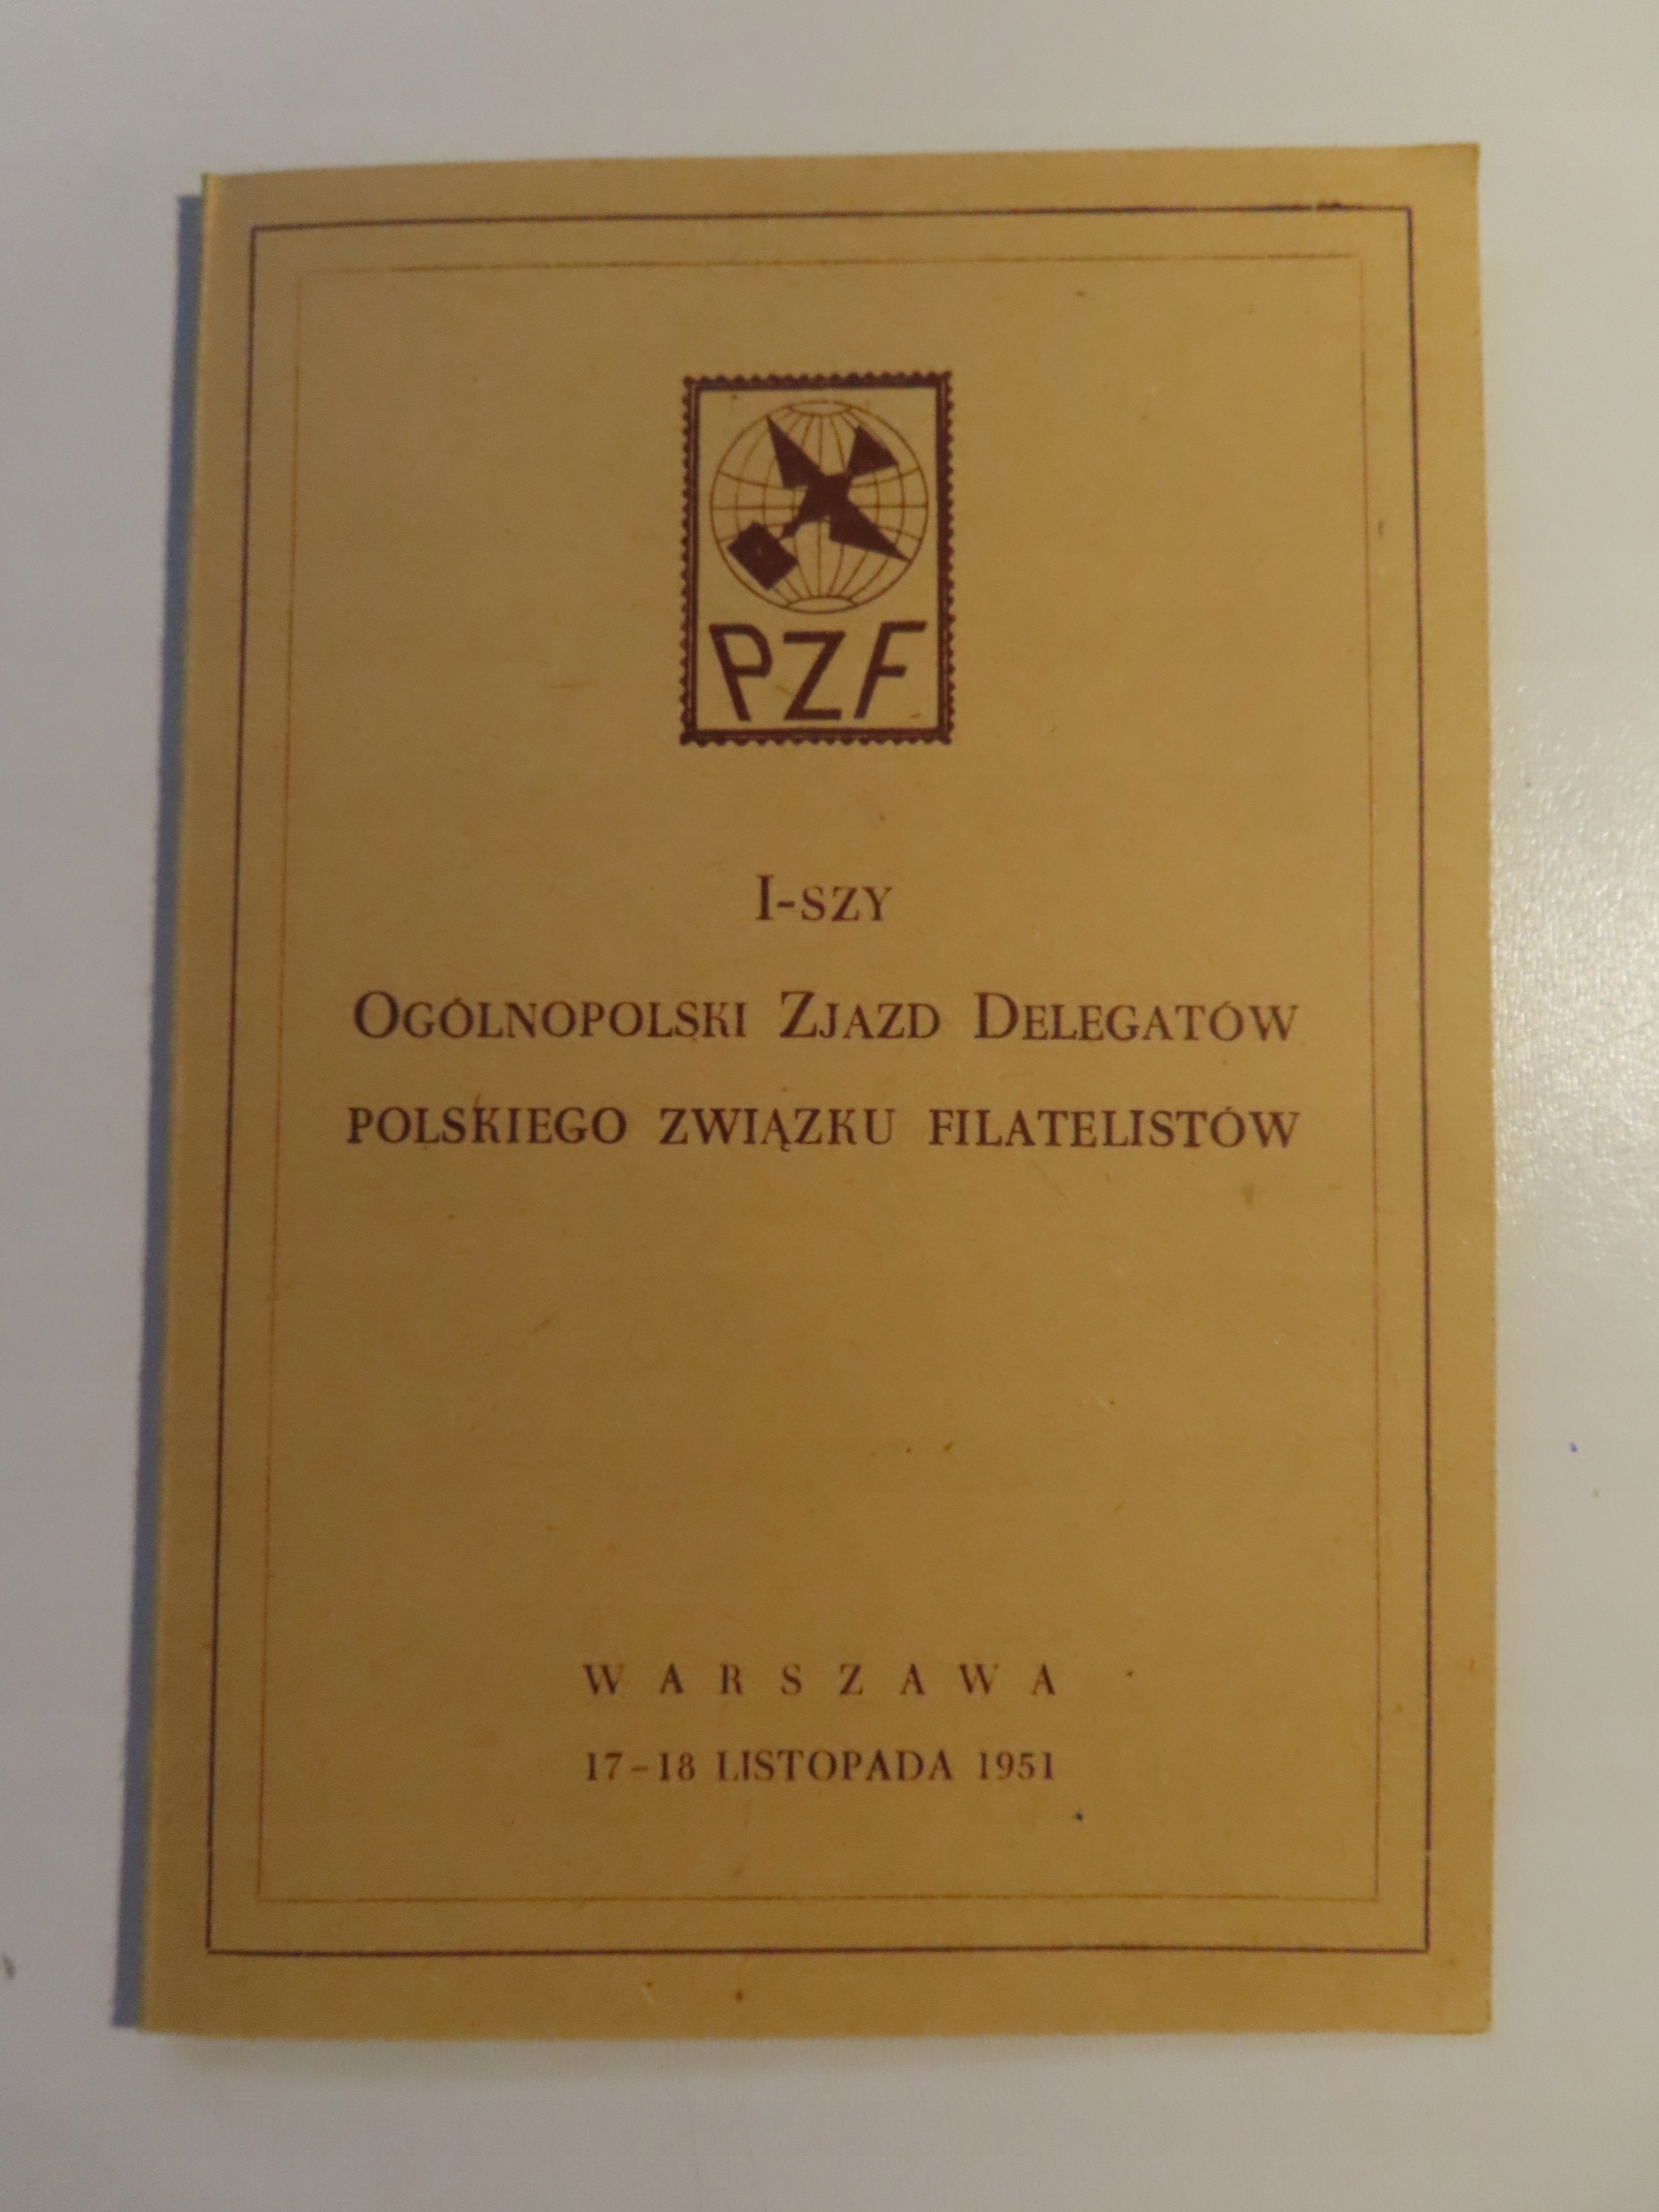 PZF
I-SZY
OGÓLNOPOLSKI ZJAZD DELEGATÓW
POLSKIEGO ZWIĄZKU FILATELISTÓW
WARSZAWA
17-18 LISTOPADA 1951